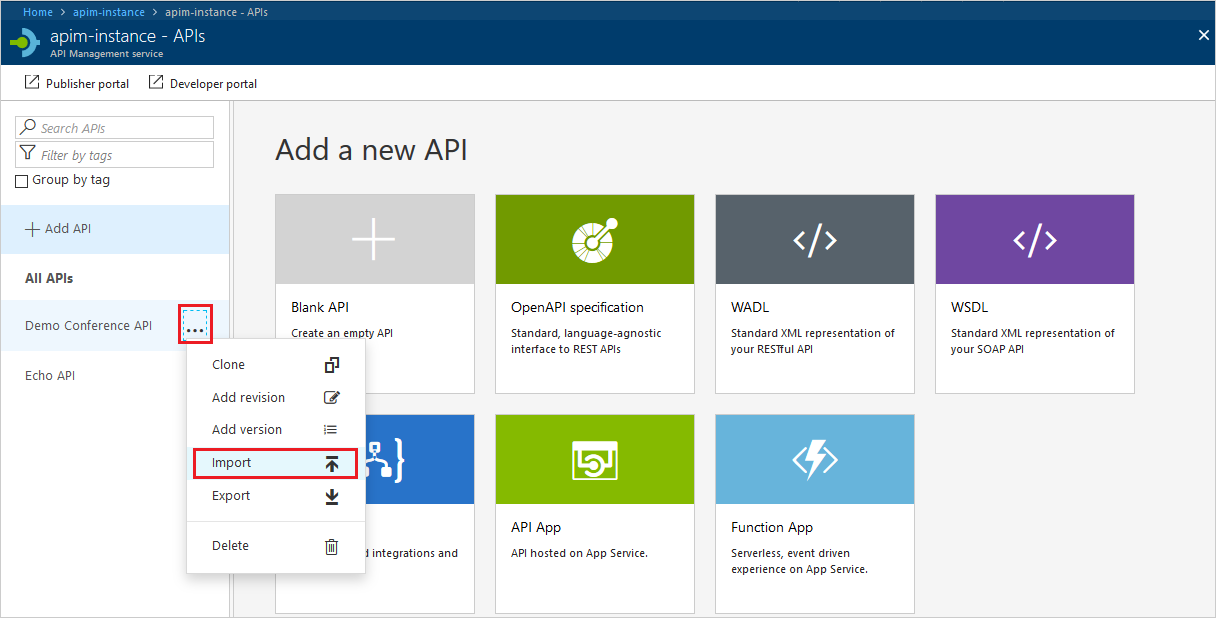 Home > apim-instance > apim-instance - APIs
apim-instance - APIs
API Management service
Publisher portal
Developer portal
Search APIs
Filter by tags
Group by tag
Add API
All APIs
Demo Conference API
...
Echo API
Clone
Add revision
Add version
Import
Export
Delete
Add a new API
Blank API
Create an empty API
OpenAPI specification
Standard, language-agnostic
interface to REST APIs
WADL
Standard XML representation of
your RESTful API
WSDL
Standard XML representation of
your SOAP API
integrations and
API App
API hosted on App Service.
Function App
Serverless, event driven
experience on App Service.